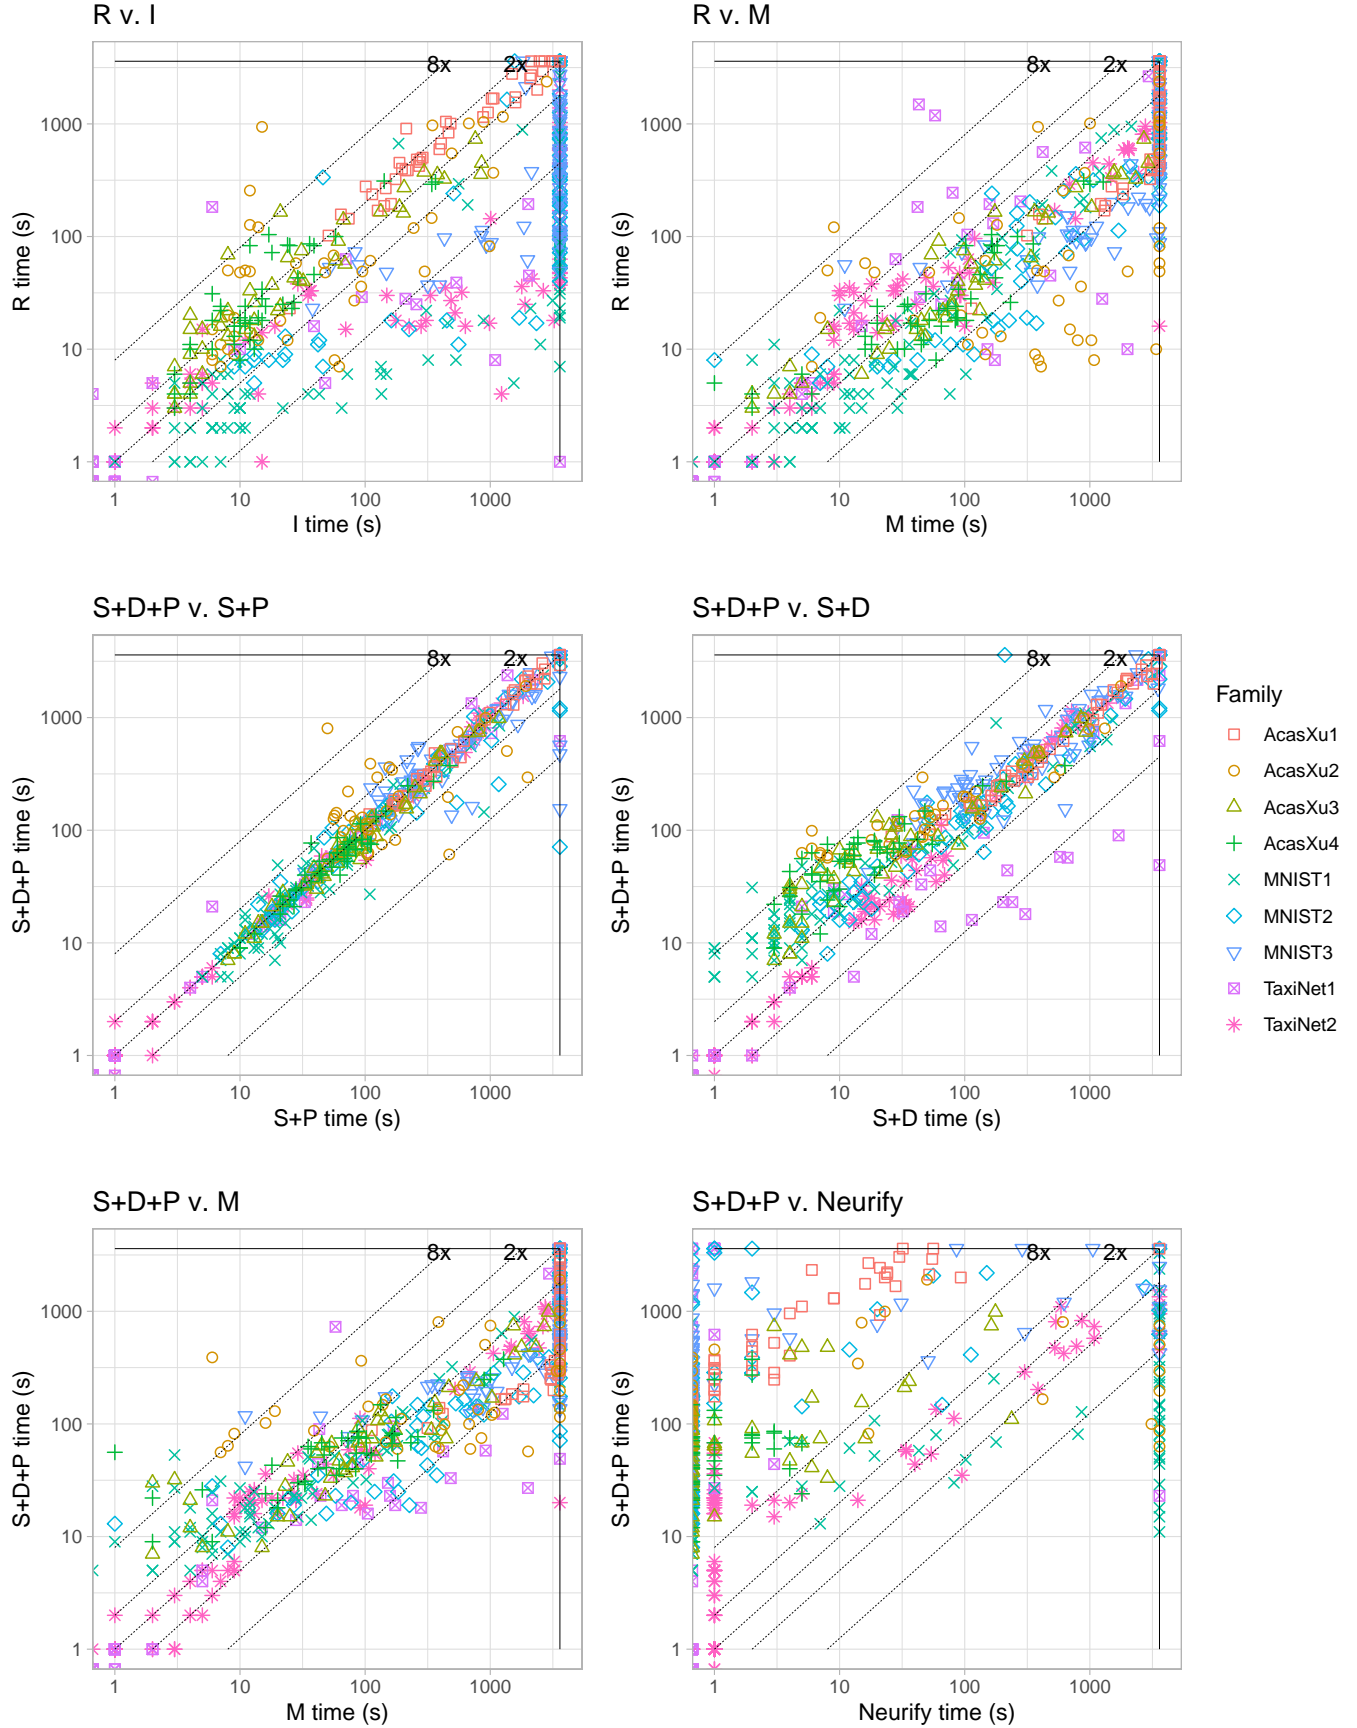 R v. I
R v. M
8x
2x
8x
2x
1000
100
10
1
1000
100
10
1
R time (s)
R time (s)
1
10
100
1000
1
10
100
1000
I time (s)
M time (s)
S+D+P v. S+P
S+D+P v. S+D
8x
2x
8x
2x
1000
100
10
1
1000
100
10
1
S+D+P time (s)
S+D+P time (s)
1
10
100
1000
1
10
100
1000
S+P time (s)
S+D time (s)
Family
AcasXu1
AcasXu2
AcasXu3
AcasXu4
MNIST1
MNIST2
MNIST3
TaxiNet1
TaxiNet2
S+D+P v. M
S+D+P v. Neurify
8x
2x
8x
2x
1000
100
10
1
1000
100
10
1
S+D+P time (s)
S+D+P time (s)
1
10
100
1000
1
10
100
1000
M time (s)
Neurify time (s)